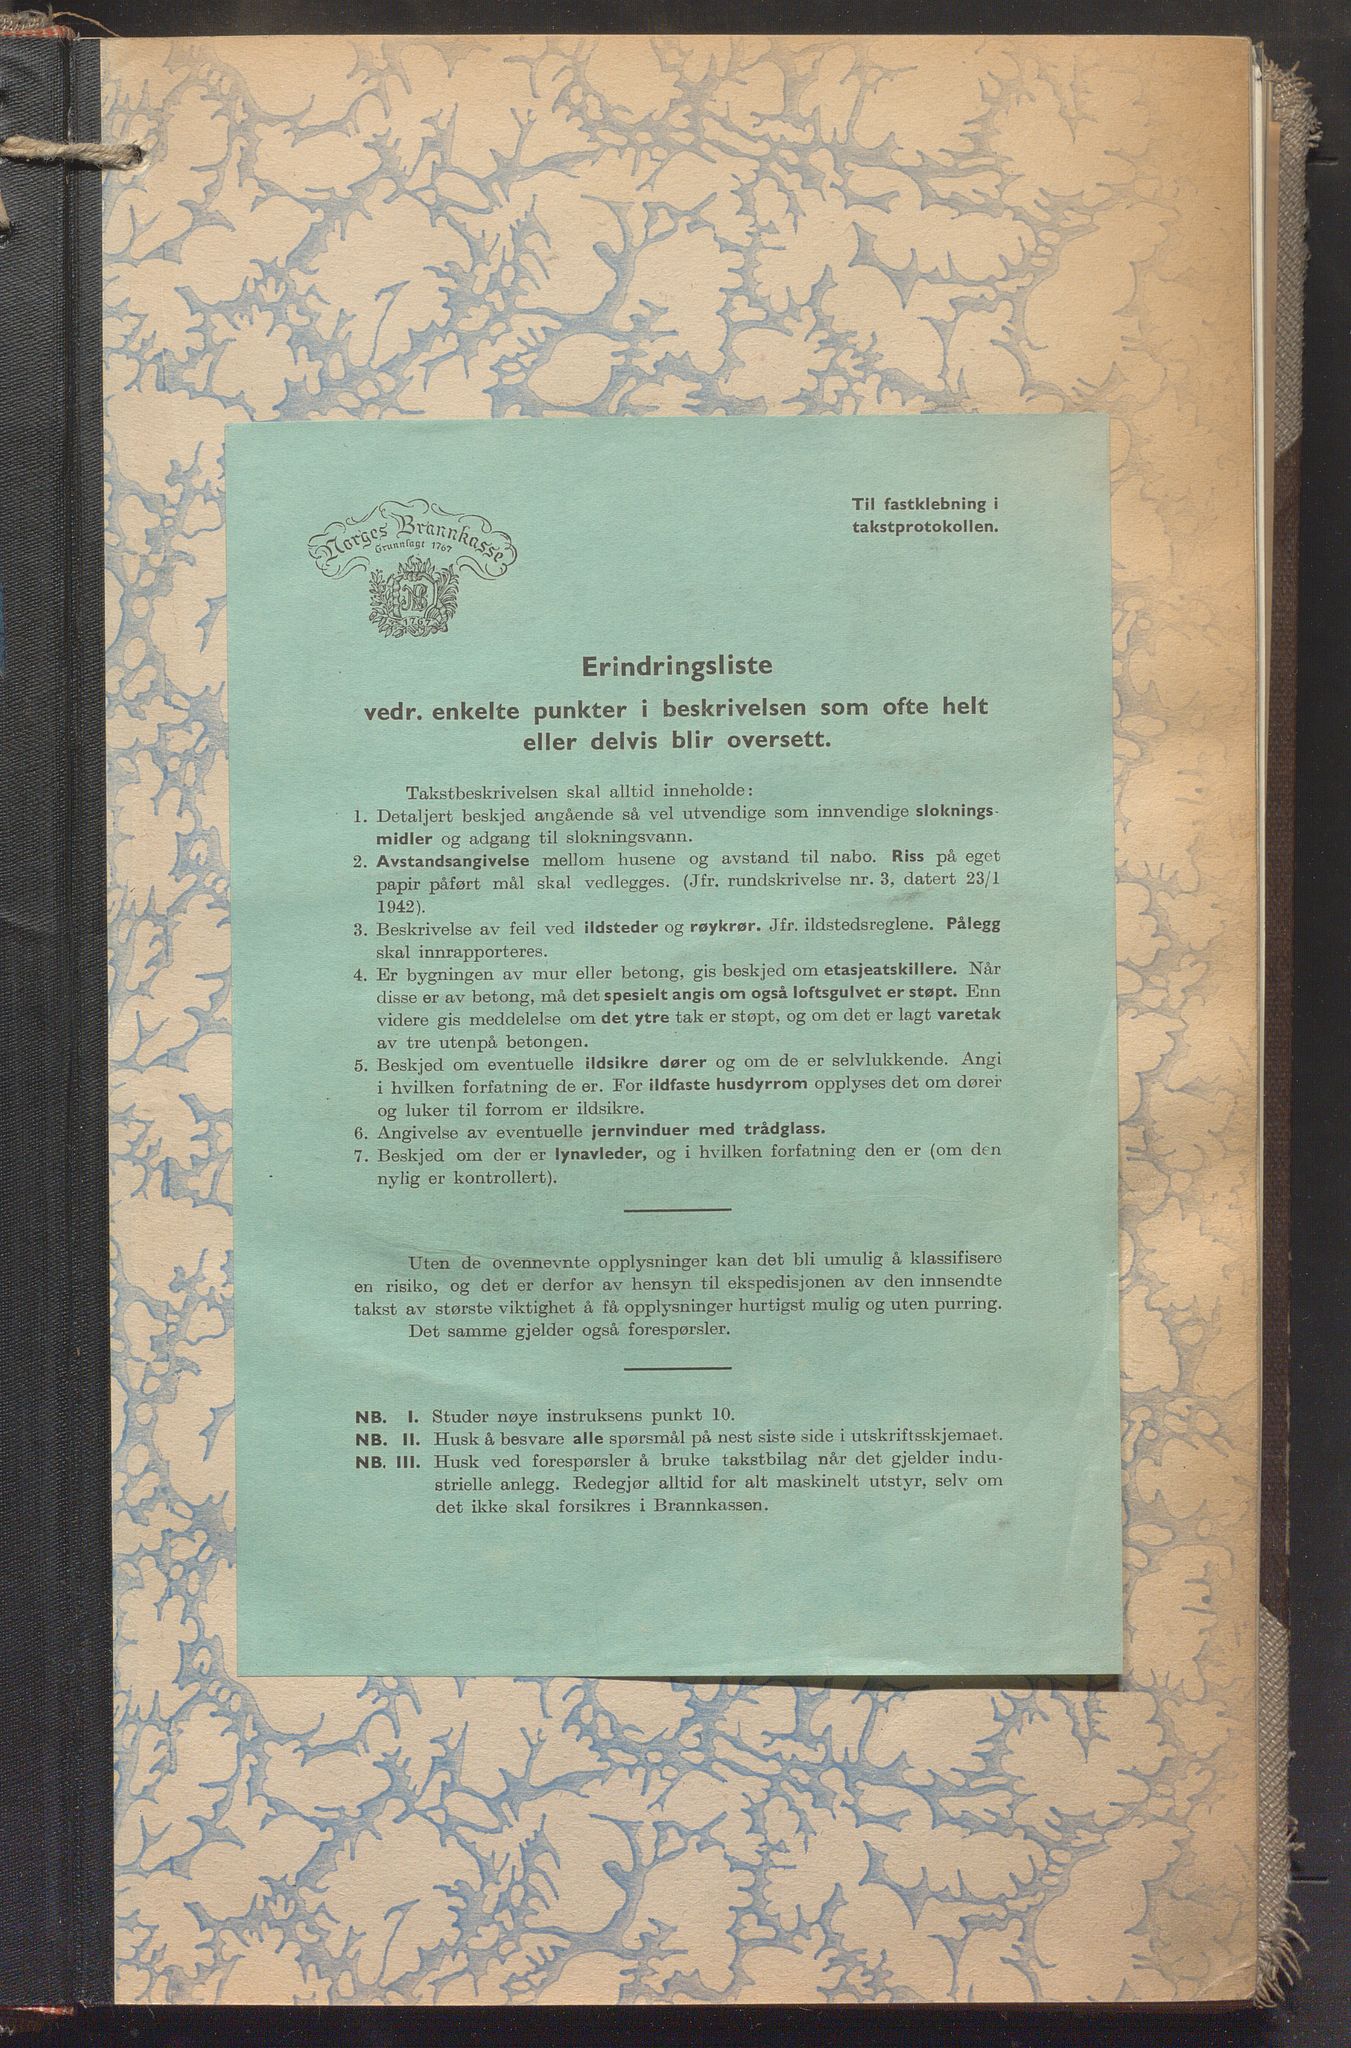 Norges Brannkasse
Grunnlagt 1767
NB
1767
Til fastklebning i
takstprotokollen.
Erindringsliste
vedr. enkelte punkter i beskrivelsen som ofte helt
eller delvis blir oversett.
Takstbeskrivelsen skal alltid inneholde:
1. Detaljert beskjed angående så vel utvendige som innvendige sloknings-
midler og adgang til slokningsvann.
2. Avstandsangivelse mellom husene og avstand til nabo. Riss på eget
papir påført mål skal vedlegges. (Jfr. rundskrivelse nr. 3, datert 23/1
1942).
3. Beskrivelse av feil ved ildsteder og røykrør. Jfr. ildstedsreglene. Pålegg
skal innrapporteres.
4. Er bygningen av mur eller betong, gis beskjed om etasjeatskillere. Når
disse er av betong, må det spesielt angis om også loftsgulvet er støpt. Enn
videre gis meddelelse om det ytre tak er støpt, og om det er lagt varetak
av tre utenpå betongen.
5. Beskjed om eventuelle ildsikre dører og om de er selvlukkende. Angi
i hvilken forfatning de er. For ildfaste husdyrrom opplyses det om dører
og luker til forrom er ildsikre.
6. Angivelse av eventuelle jernvinduer med trådglass.
7. Beskjed om der er lynavleder, og i hvilken forfatning den er (om den
nylig er kontrollert).
Uten de ovennevnte opplysninger kan det bli umulig å klassifisere
en risiko, og det er derfor av hensyn til ekspedisjonen av den innsendte
takst av største viktighet å få opplysninger hurtigst mulig og uten purring.
Det samme gjelder også forespørsler.
NB. I. Studer nøye instruksens punkt 10.
NB. II. Husk å besvare alle spørsmål på nest siste side i utskriftsskjemaet.
NB. III. Husk ved forespørsler å bruke takstbilag når det gjelder indu-
strielle anlegg. Redegjør alltid for alt maskinelt utstyr, selv om
det ikke skal forsikres i Brannkassen.